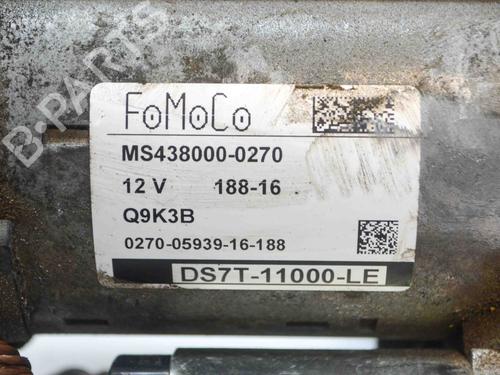 FoMoCo
MS438000-0270
12 V 188-16
Q9K3B
0270-05939-16-188
DS7T-11000-LE
B-PARTS